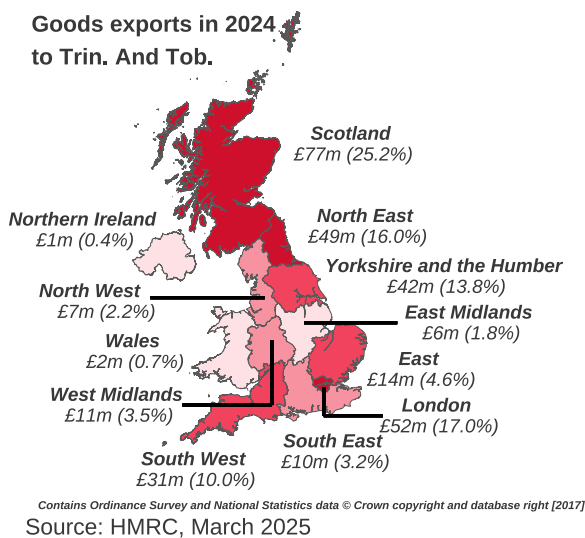 Goods exports in 2024
to Trin. And Tob.
Scotland
£77m (25.2%)
Northern Ireland
£1m (0.4%)
North East
£49m (16.0%)
Yorkshire and the Humber
£42m (13.8%)
North West
£7m (2.2%)
East Midlands
£6m (1.8%)
Wales
£2m (0.7%)
East
£14m (4.6%)
West Midlands
£11m (3.5%)
London
£52m (17.0%)
South East
£10m (3.2%)
South West
£31m (10.0%)
Contains Ordinance Survey and National Statistics data © Crown copyright and database right [2017]
Source: HMRC, March 2025